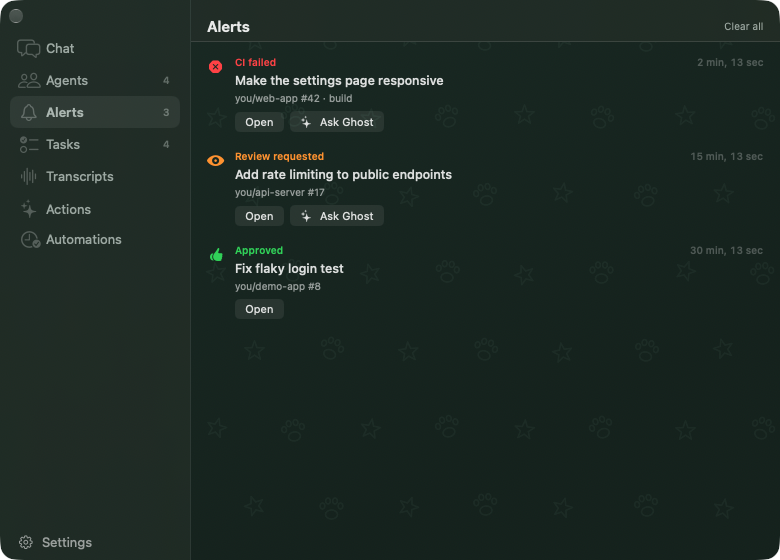 Chat
Agents 4
Alerts 3
Tasks 4
Transcripts
Actions
Automations
Settings
Alerts Clear all
CI failed 2 min, 13 sec
Make the settings page responsive
you/web-app #42 · build
Open Ask Ghost
Review requested 15 min, 13 sec
Add rate limiting to public endpoints
you/api-server #17
Open Ask Ghost
Approved 30 min, 13 sec
Fix flaky login test
you/demo-app #8
Open